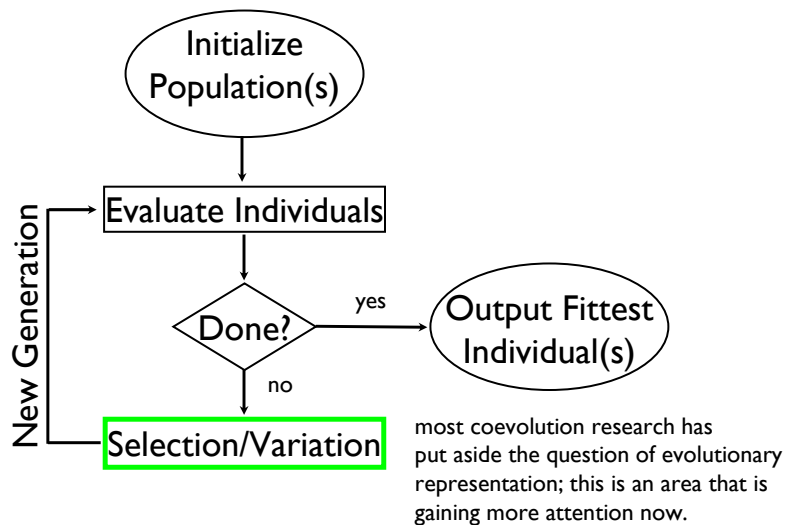 Initialize
Population(s)
Evaluate Individuals
New Generation
Done?
yes
Output Fittest
Individual(s)
no
Selection/Variation
most coevolution research has
put aside the question of evolutionary
representation; this is an area that is
gaining more attention now.